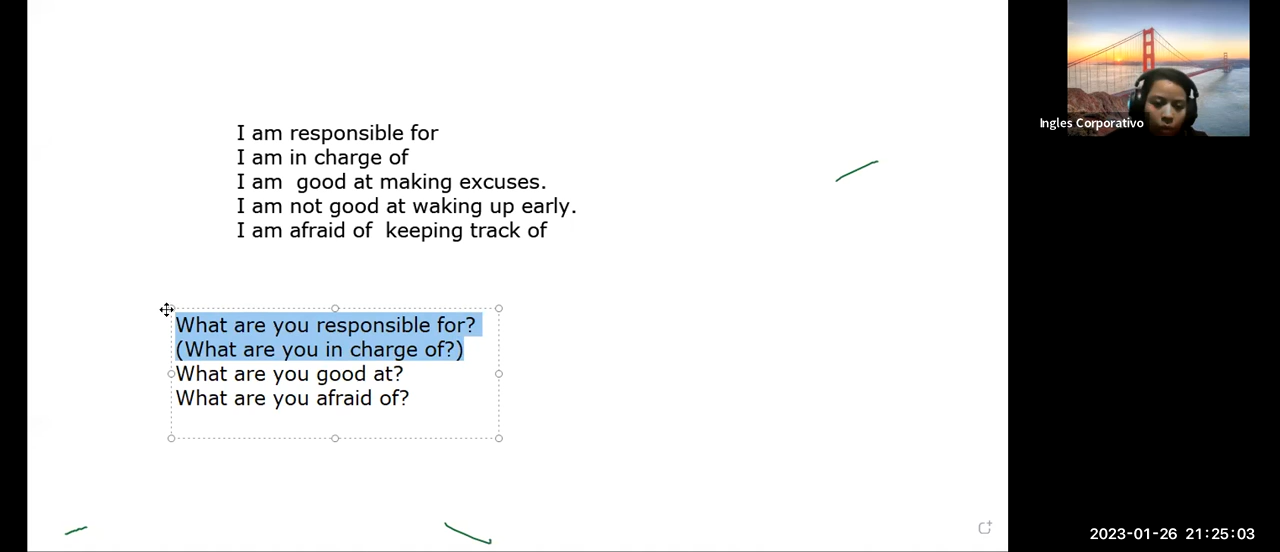 I am responsible for
I am in charge of
I am  good at making excuses.
I am not good at waking up early.
I am afraid of  keeping track of
What are you responsible for?
(What are you in charge of?)
What are you good at?
What are you afraid of?
Ingles Corporativo
2023-01-26 21:25:03